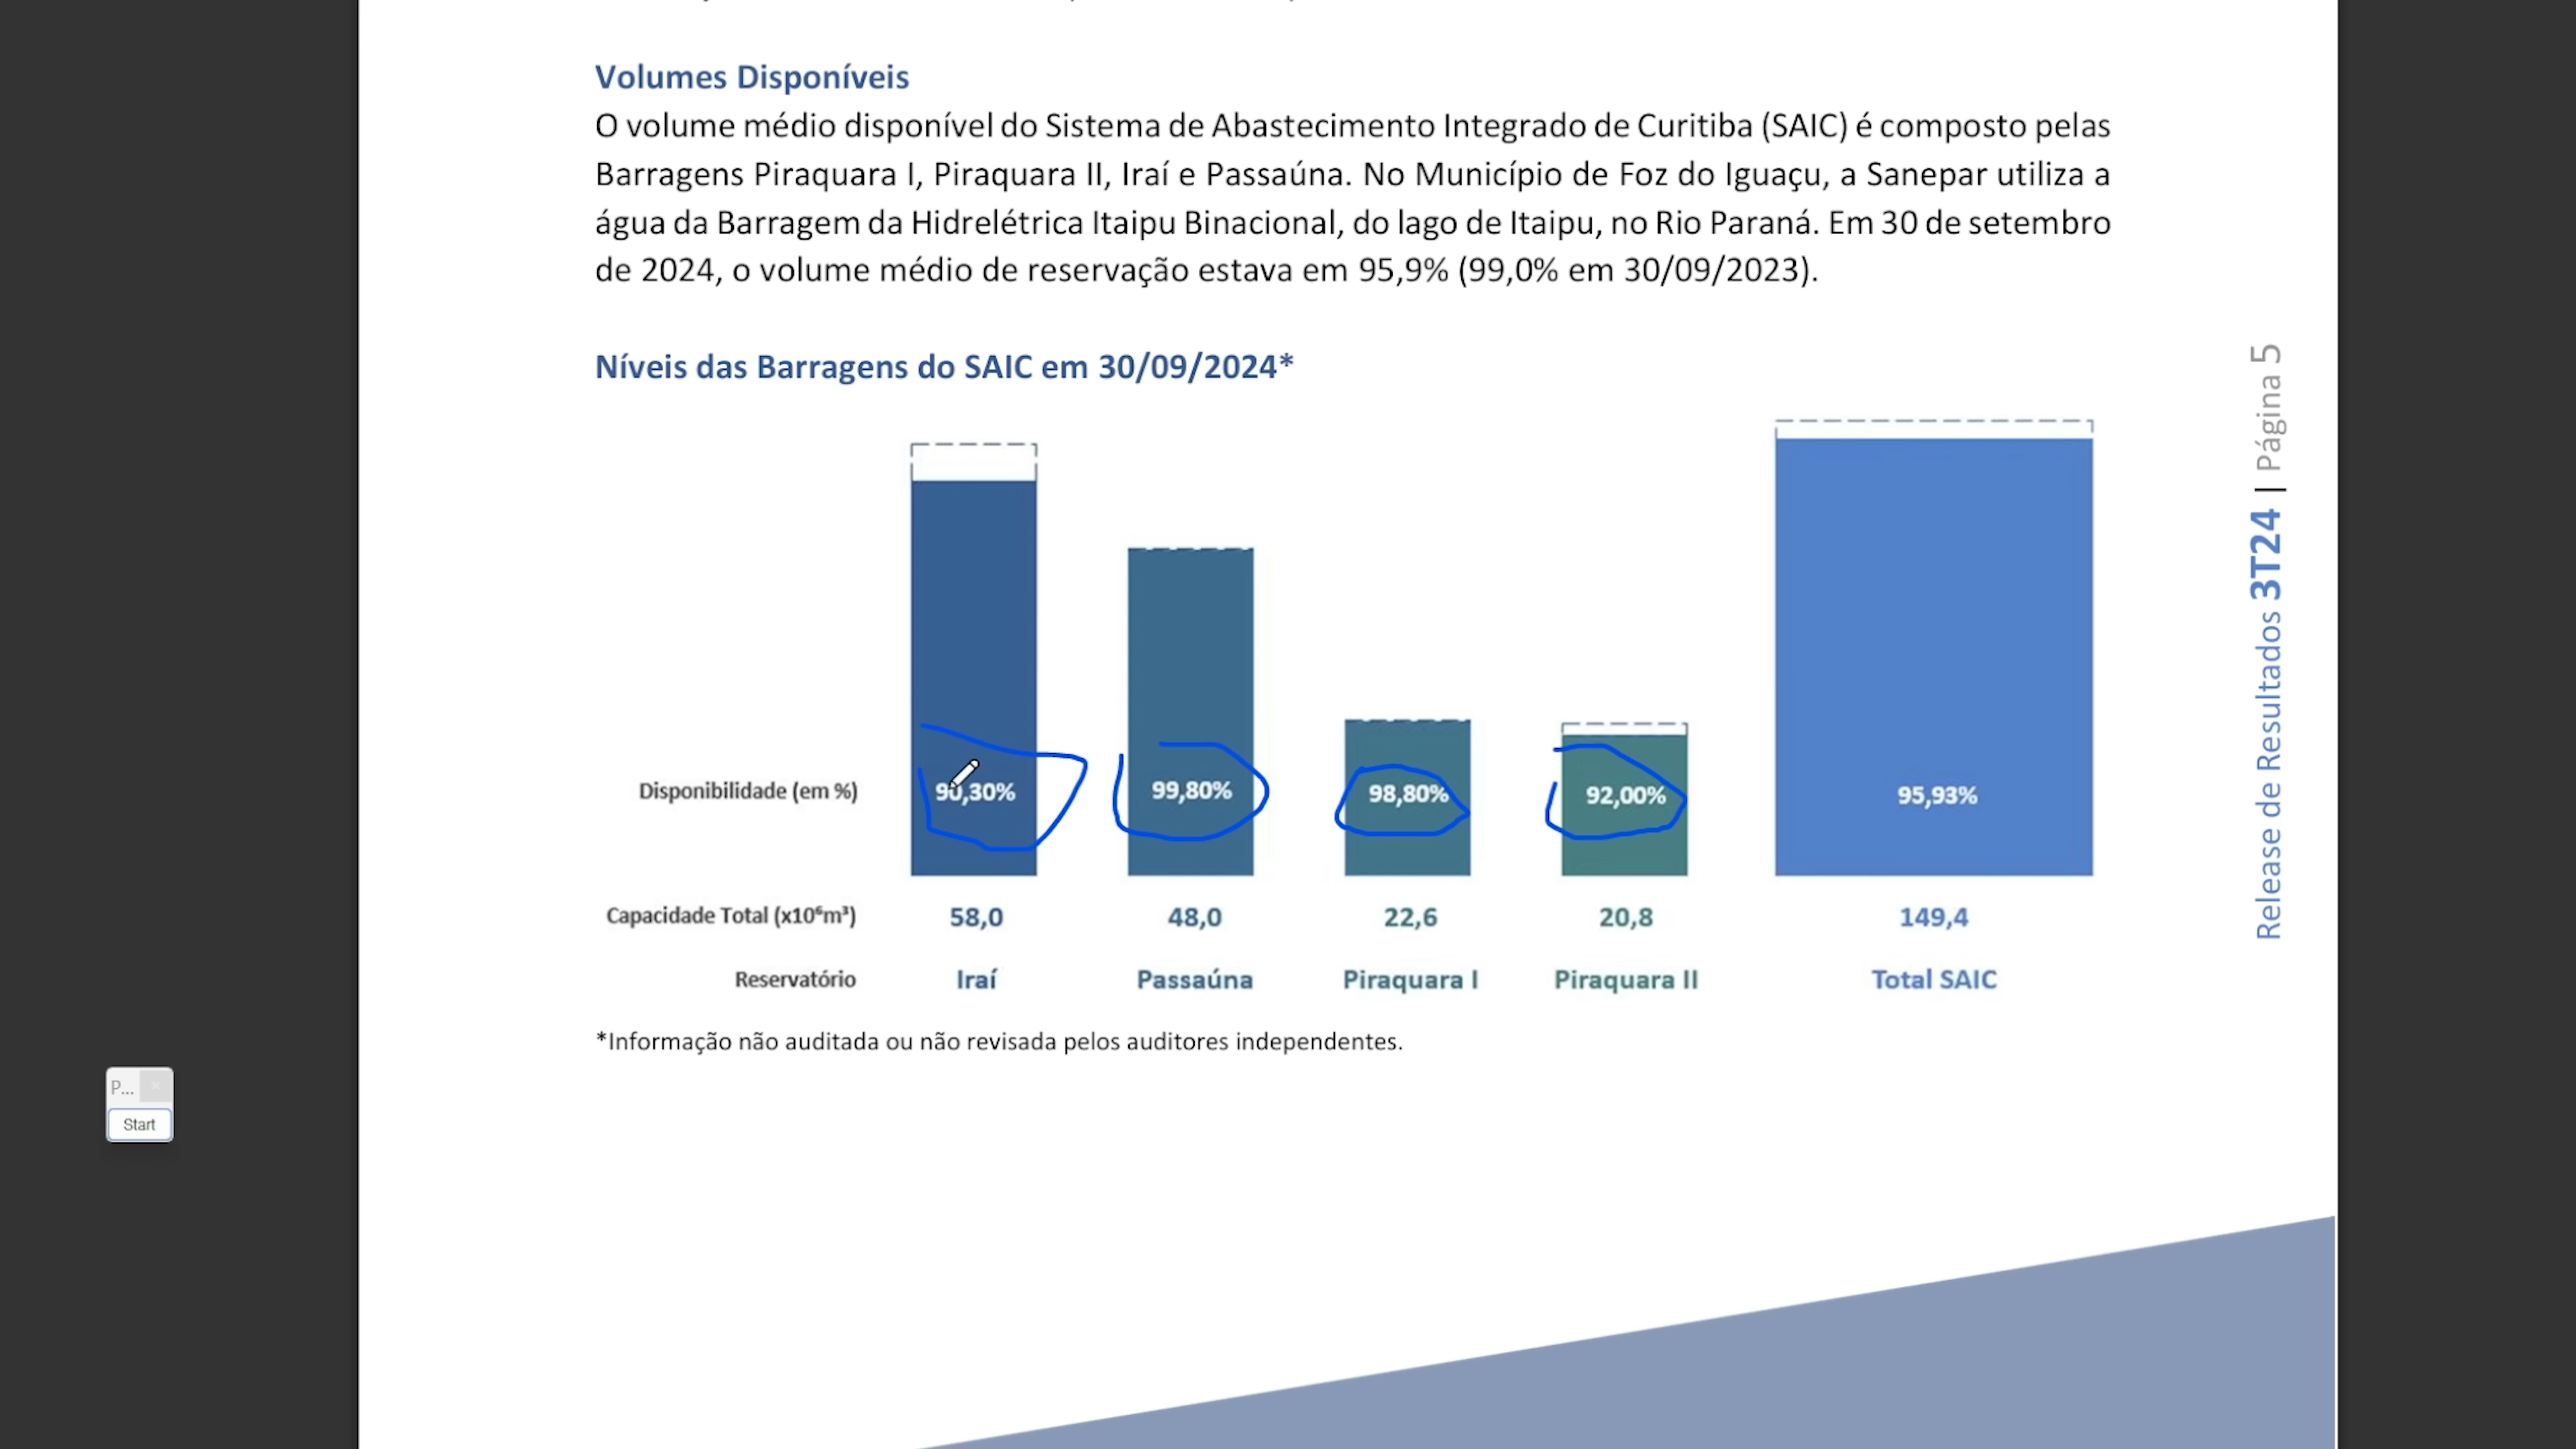 Volumes Disponíveis
O volume médio disponível do Sistema de Abastecimento Integrado de Curitiba (SAIC) é composto pelas
Barragens Piraquara I, Piraquara II, Iraí e Passaúna. No Município de Foz do Iguaçu, a Sanepar utiliza a
água da Barragem da Hidrelétrica Itaipu Binacional, do lago de Itaipu, no Rio Paraná. Em 30 de setembro
de 2024, o volume médio de reservação estava em 95,9% (99,0% em 30/09/2023).
Níveis das Barragens do SAIC em 30/09/2024*
Disponibilidade (em %) 90,30% 99,80% 98,80% 92,00% 95,93%
Capacidade Total (x10⁶m³) 58,0 48,0 22,6 20,8 149,4
Reservatório Iraí Passaúna Piraquara I Piraquara II Total SAIC
*Informação não auditada ou não revisada pelos auditores independentes.
Release de Resultados 3T24 | Página 5
P...
Start